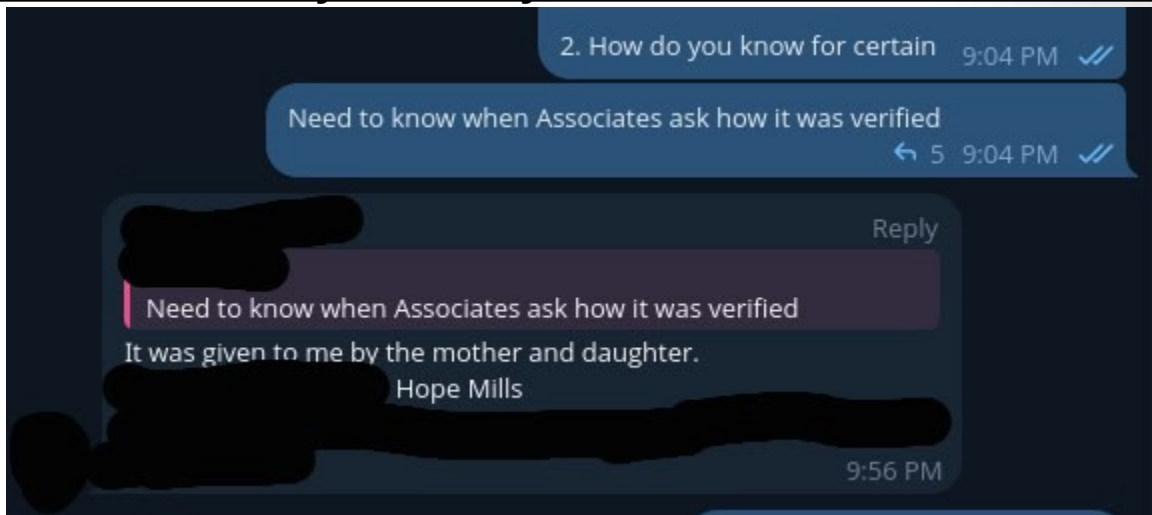 2. How do you know for certain 9:04 PM
Need to know when Associates ask how it was verified
5 9:04 PM
Reply
Need to know when Associates ask how it was verified
It was given to me by the mother and daughter.
Hope Mills
9:56 PM